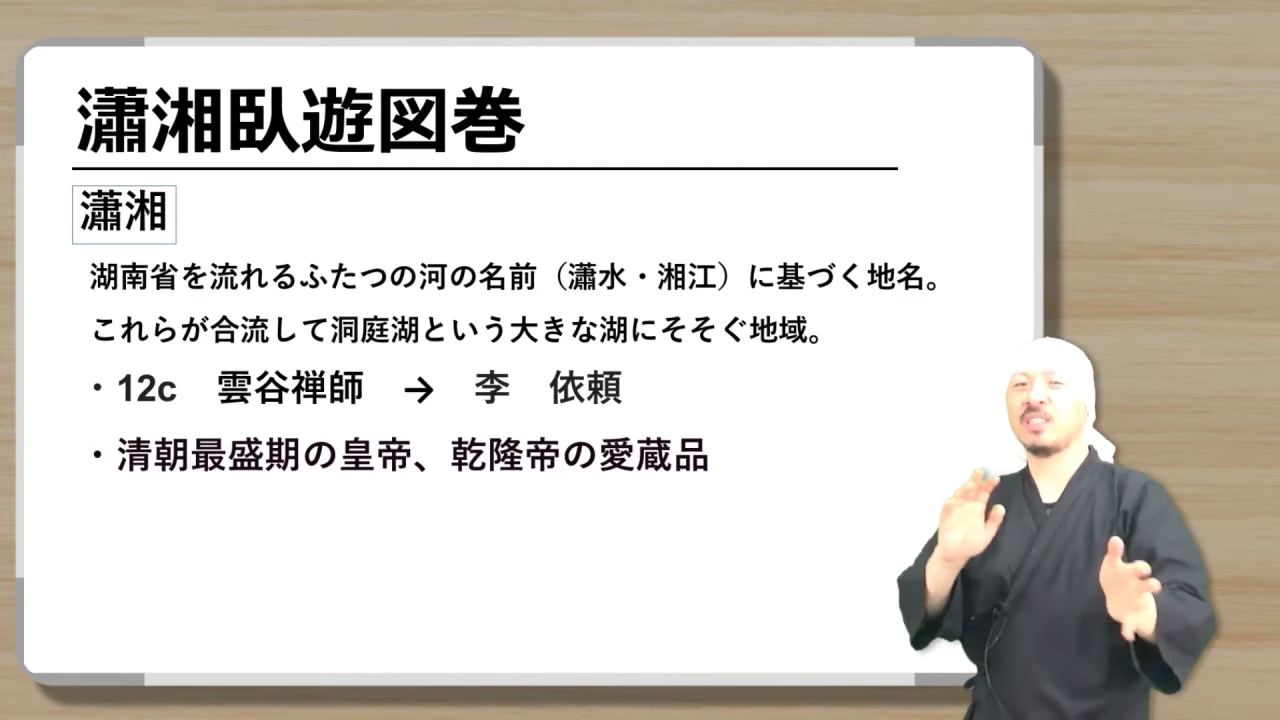 瀟湘臥遊図巻
瀟湘
湖南省を流れるふたつの河の名前（瀟水・湘江）に基づく地名。
これらが合流して洞庭湖という大きな湖にそそぐ地域。
・12c　雲谷禅師　→　李　依頼
・清朝最盛期の皇帝、乾隆帝の愛蔵品